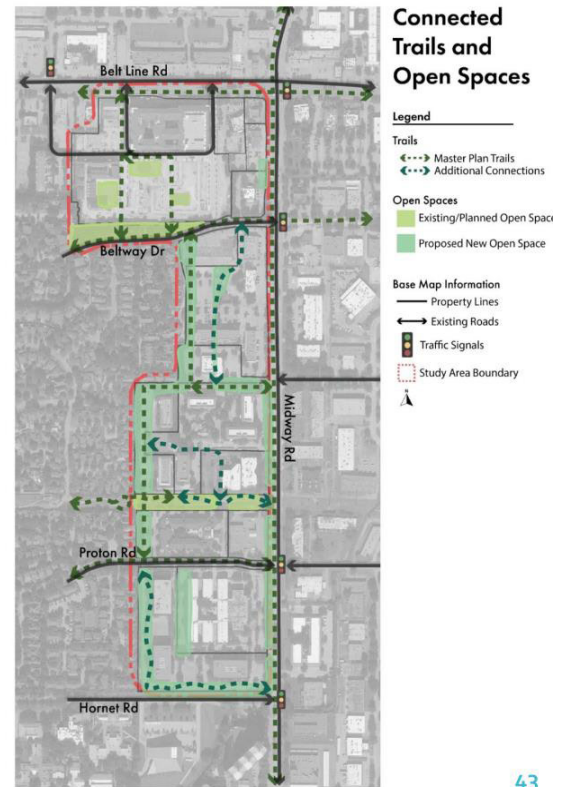 Connected
Trails and
Open Spaces
Legend
Trails
Master Plan Trails
Additional Connections
Open Spaces
Existing/Planned Open Space
Proposed New Open Space
Base Map Information
Property Lines
Existing Roads
Traffic Signals
Study Area Boundary
N
Belt Line Rd
Beltway Dr
Midway Rd
Proton Rd
Hornet Rd
43